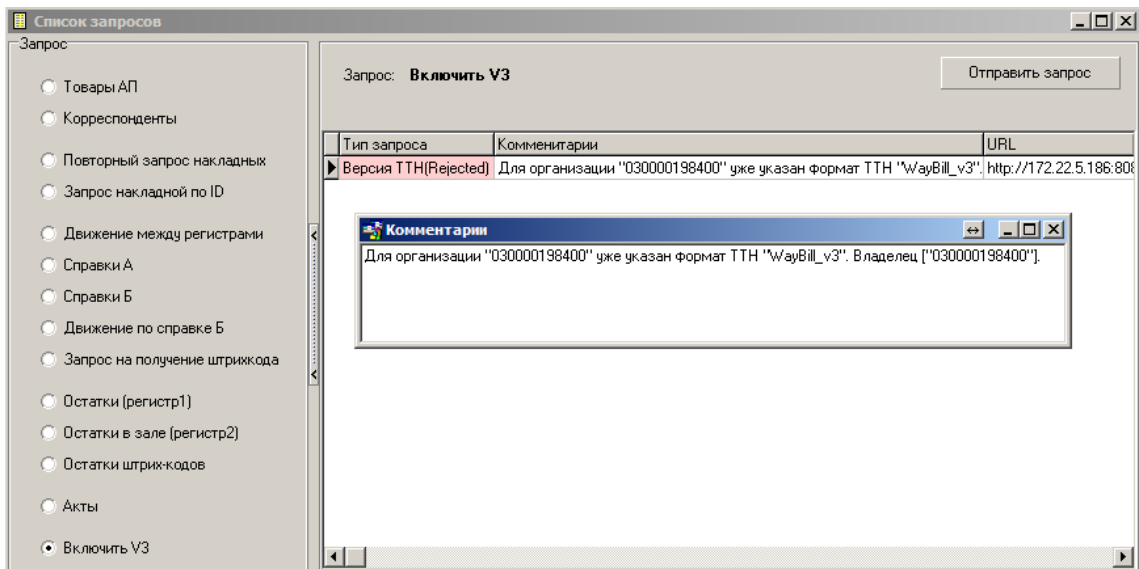 Список запросов
Запрос
Товары АП
Корреспонденты
Повторный запрос накладных
Запрос накладной по ID
Движение между регистрами
Справки А
Справки Б
Движение по справке Б
Запрос на получение штрихкода
Остатки (регистр1)
Остатки в зале (регистр2)
Остатки штрих-кодов
Акты
Включить V3
Запрос: Включить V3
Отправить запрос
Тип запроса Комменитарии URL
Версия ТТН(Rejected) Для организации "030000198400" уже указан формат ТТН "WayBill_v3". http://172.22.5.186:808
Комментарии
Для организации "030000198400" уже указан формат ТТН "WayBill_v3". Владелец ["030000198400"].